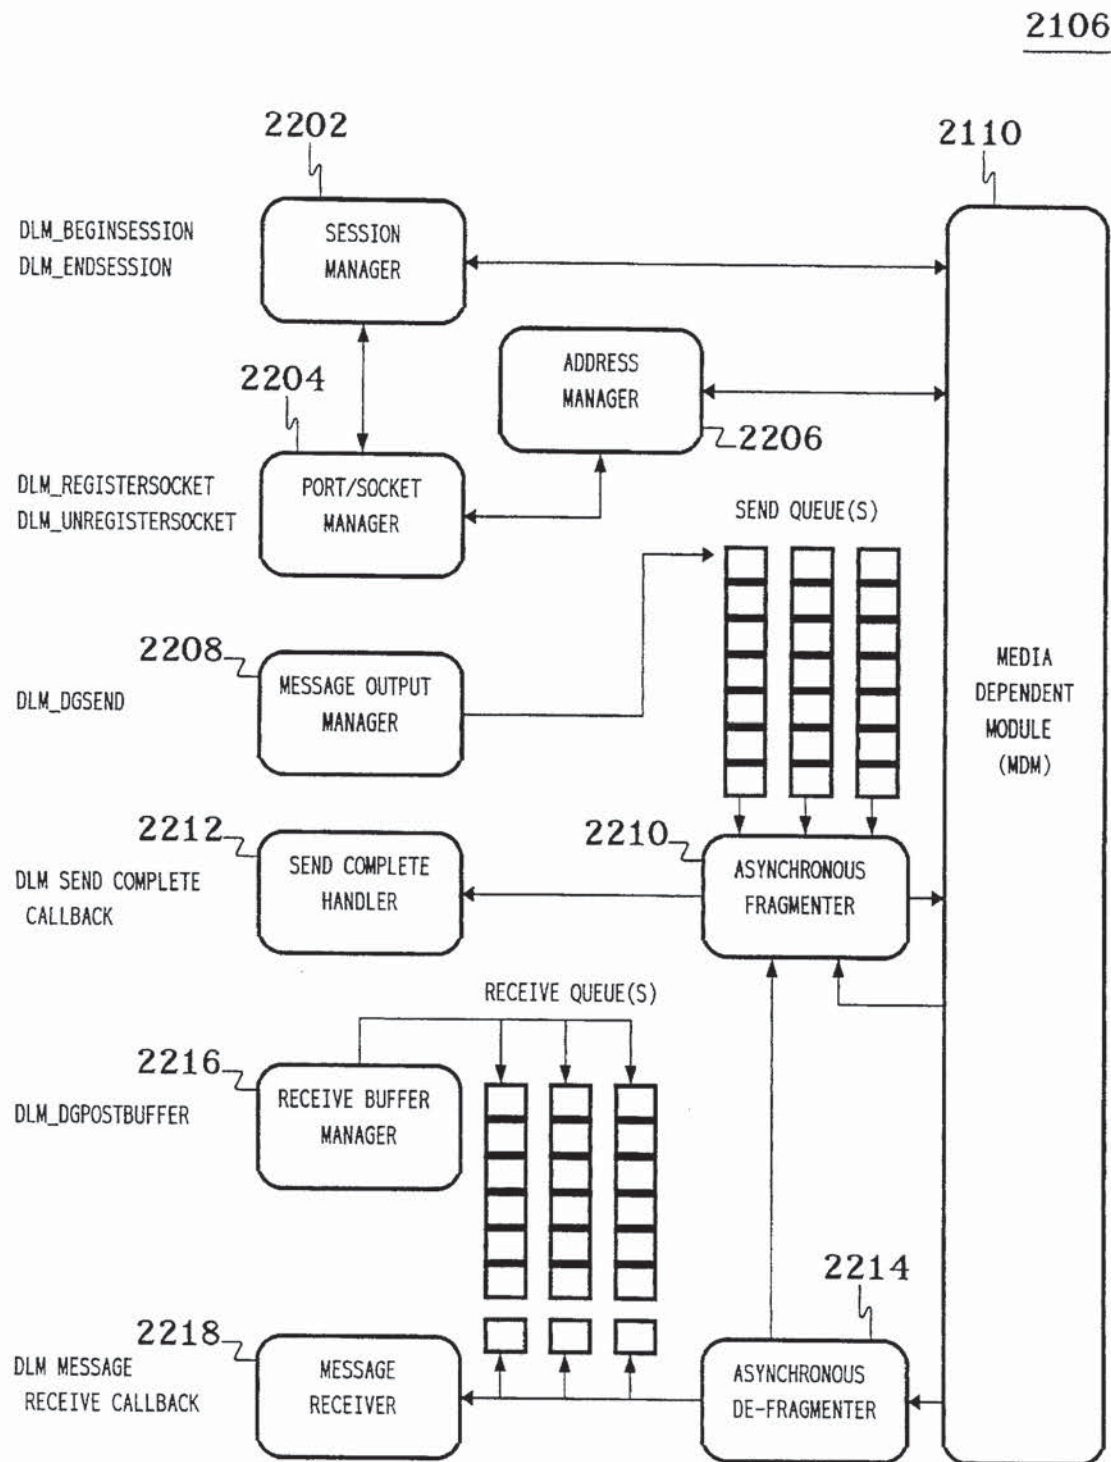 2106
2202
2110
DLM_BEGINSESSION
DLM_ENDSESSION
SESSION
MANAGER
2204
ADDRESS
MANAGER
2206
DLM_REGISTERSOCKET
DLM_UNREGISTERSOCKET
PORT/SOCKET
MANAGER
SEND QUEUE(S)
2208
DLM_DGSEND
MESSAGE OUTPUT
MANAGER
MEDIA
DEPENDENT
MODULE
(MDM)
2212
2210
DLM SEND COMPLETE
CALLBACK
SEND COMPLETE
HANDLER
ASYNCHRONOUS
FRAGMENTER
RECEIVE QUEUE(S)
2216
DLM_DGPOSTBUFFER
RECEIVE BUFFER
MANAGER
2214
2218
DLM MESSAGE
RECEIVE CALLBACK
MESSAGE
RECEIVER
ASYNCHRONOUS
DE-FRAGMENTER